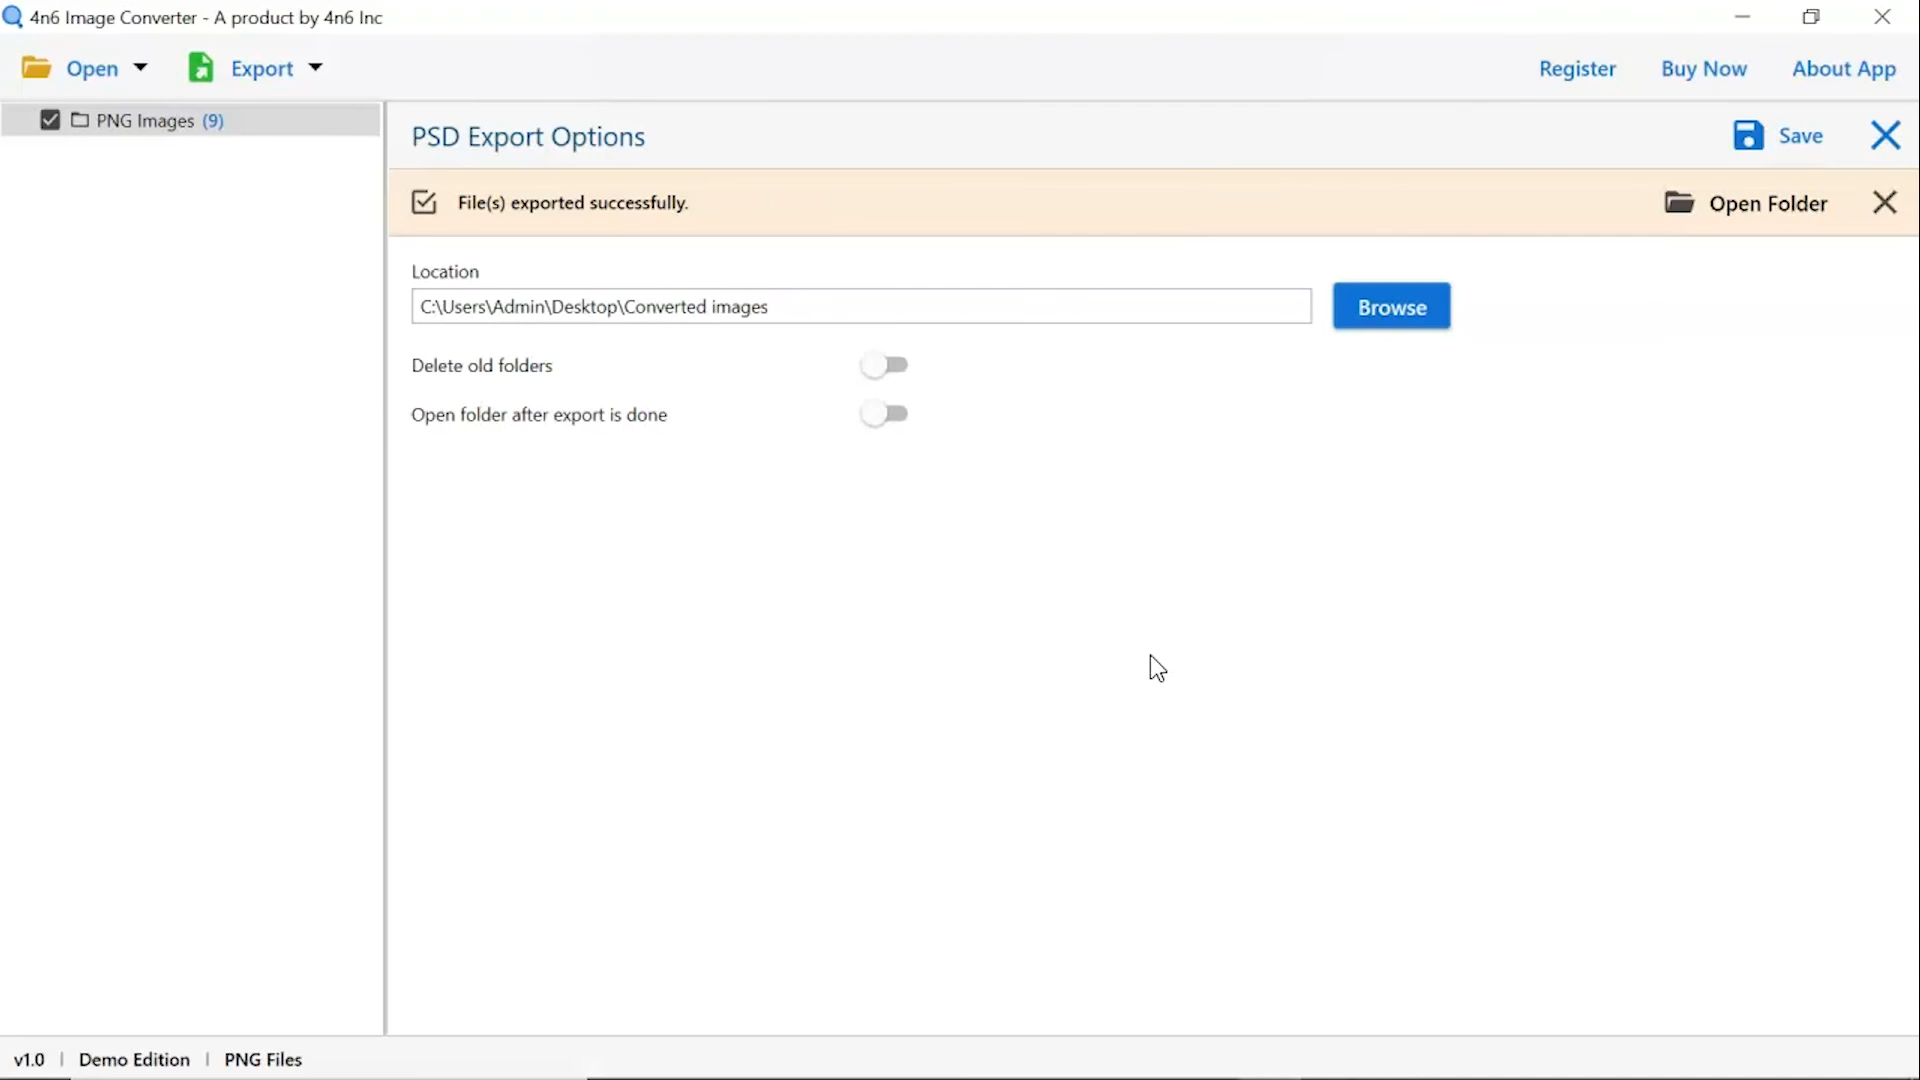 4n6 Image Converter - A product by 4n6 Inc
Open Export Register Buy Now About App
PNG Images (9)
PSD Export Options Save
File(s) exported successfully. Open Folder
Location
C:\Users\Admin\Desktop\Converted images Browse
Delete old folders
Open folder after export is done
v1.0 | Demo Edition | PNG Files